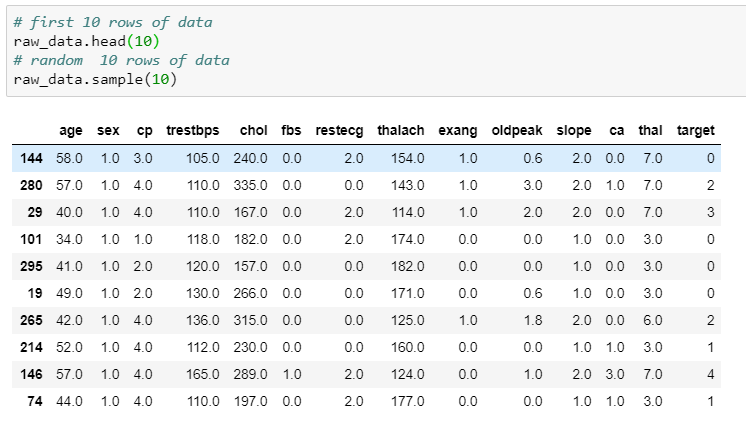 # first 10 rows of data
raw_data.head(10)
# random  10 rows of data
raw_data.sample(10)
age sex cp trestbps chol fbs restecg thalach exang oldpeak slope ca thal target
144 58.0 1.0 3.0 105.0 240.0 0.0 2.0 154.0 1.0 0.6 2.0 0.0 7.0 0
280 57.0 1.0 4.0 110.0 335.0 0.0 0.0 143.0 1.0 3.0 2.0 1.0 7.0 2
29 40.0 1.0 4.0 110.0 167.0 0.0 2.0 114.0 1.0 2.0 2.0 0.0 7.0 3
101 34.0 1.0 1.0 118.0 182.0 0.0 2.0 174.0 0.0 0.0 1.0 0.0 3.0 0
295 41.0 1.0 2.0 120.0 157.0 0.0 0.0 182.0 0.0 0.0 1.0 0.0 3.0 0
19 49.0 1.0 2.0 130.0 266.0 0.0 0.0 171.0 0.0 0.6 1.0 0.0 3.0 0
265 42.0 1.0 4.0 136.0 315.0 0.0 0.0 125.0 1.0 1.8 2.0 0.0 6.0 2
214 52.0 1.0 4.0 112.0 230.0 0.0 0.0 160.0 0.0 0.0 1.0 1.0 3.0 1
146 57.0 1.0 4.0 165.0 289.0 1.0 2.0 124.0 0.0 1.0 2.0 3.0 7.0 4
74 44.0 1.0 4.0 110.0 197.0 0.0 2.0 177.0 0.0 0.0 1.0 1.0 3.0 1